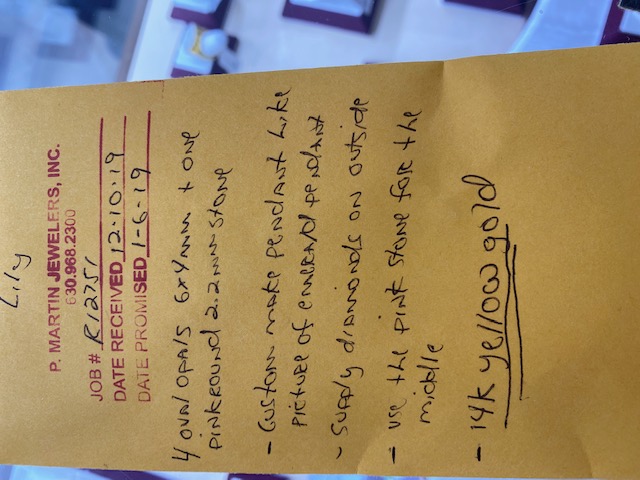 Lily
P. MARTIN JEWELERS, INC.
630.968.2300
JOB # R12751
DATE RECEIVED 12-10-19
DATE PROMISED 1-6-19
4 oval opals 6x4mm + one
pink round 2.2mm stone
- Custom make pendant like
picture of emerald pendant
- Supply diamonds on outside
- use the pink stone for the
middle
- 14k yellow gold